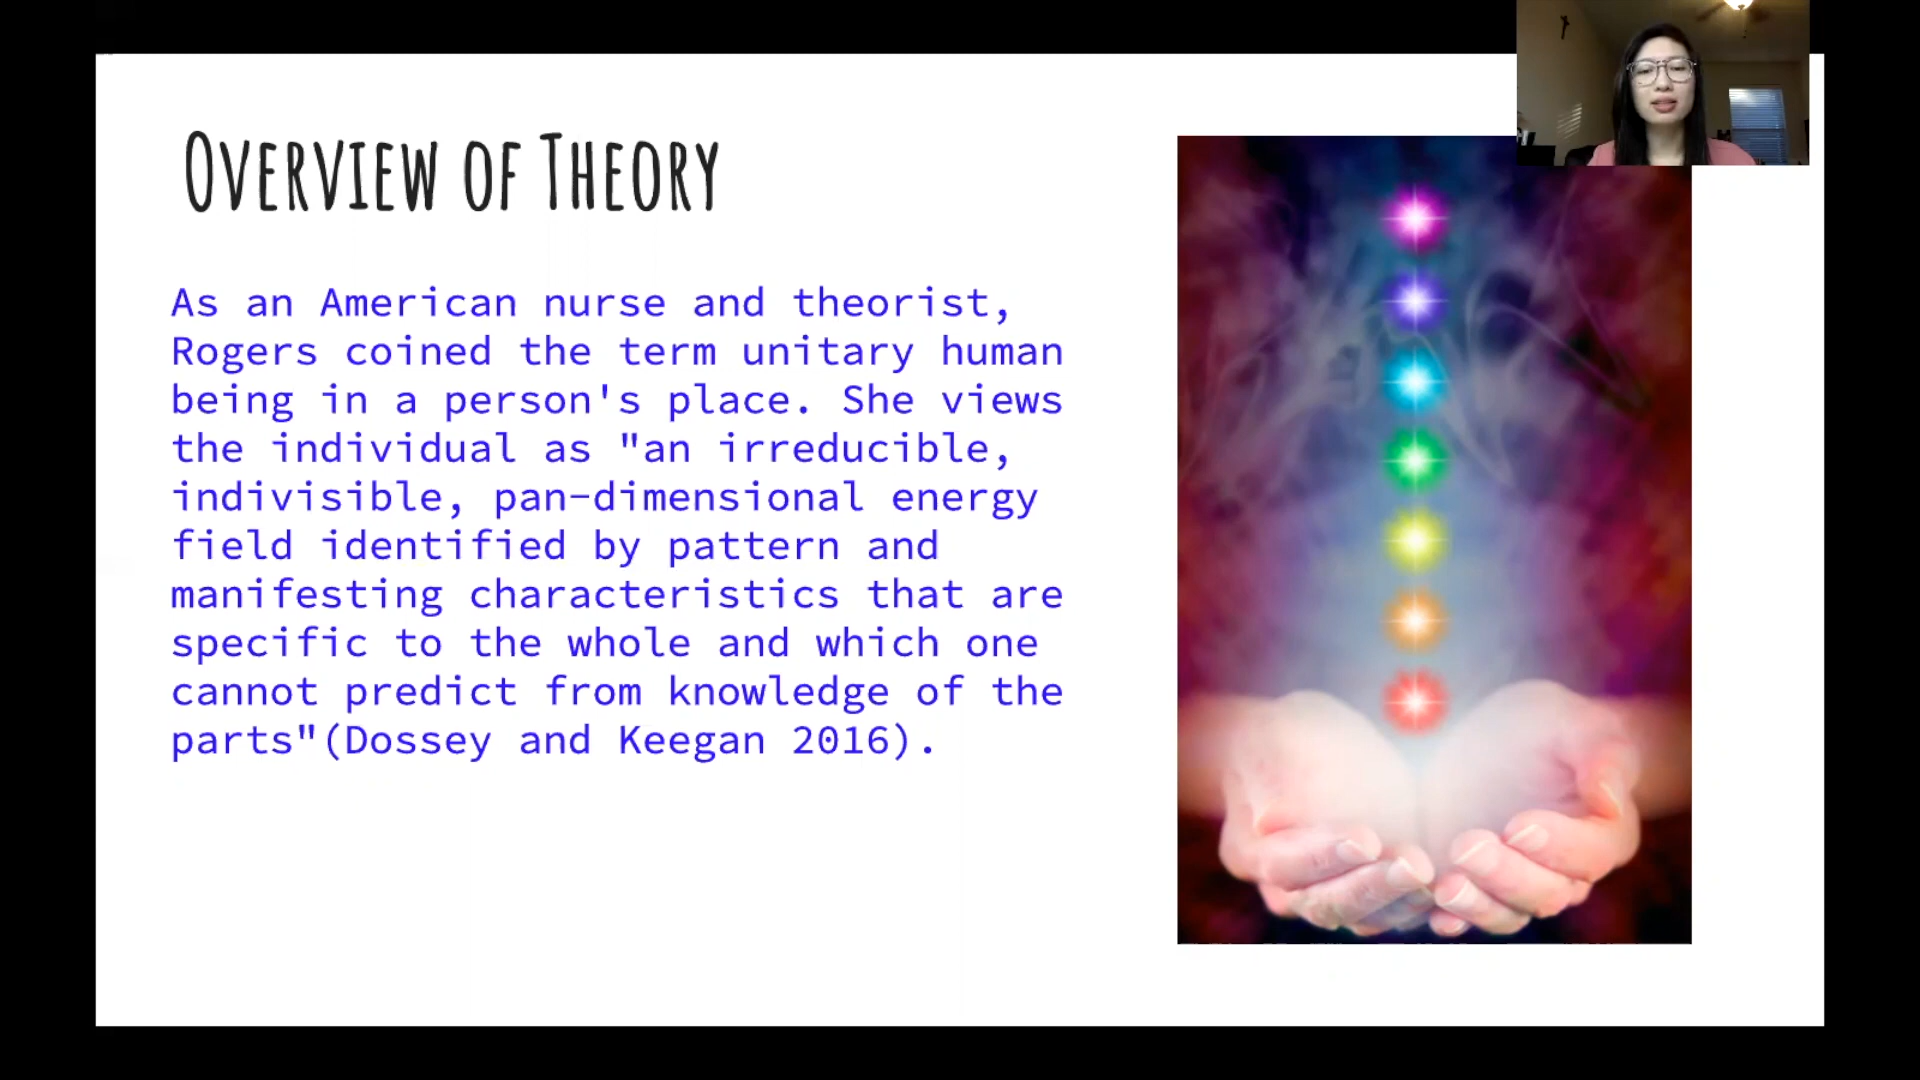 Overview of Theory
As an American nurse and theorist,
Rogers coined the term unitary human
being in a person's place. She views
the individual as "an irreducible,
indivisible, pan-dimensional energy
field identified by pattern and
manifesting characteristics that are
specific to the whole and which one
cannot predict from knowledge of the
parts"(Dossey and Keegan 2016).